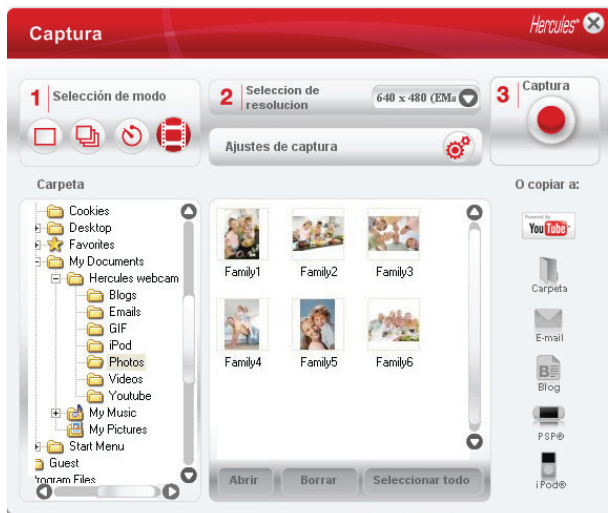 Captura
Hercules®
1 Selección de modo
2 Seleccion de
resolucion
640 x 480 (EMa
3 Captura
Ajustes de captura
Carpeta
O copiar a:
Cookies
Desktop
Favorites
My Documents
Hercules webcam
Blogs
Emails
GIF
iPod
Photos
Videos
Youtube
My Music
My Pictures
Start Menu
Guest
Program Files
Family1
Family2
Family3
Family4
Family5
Family6
Abrir
Borrar
Seleccionar todo
Powered by
YouTube
Carpeta
E-mail
B
Blog
PSP®
iPod®